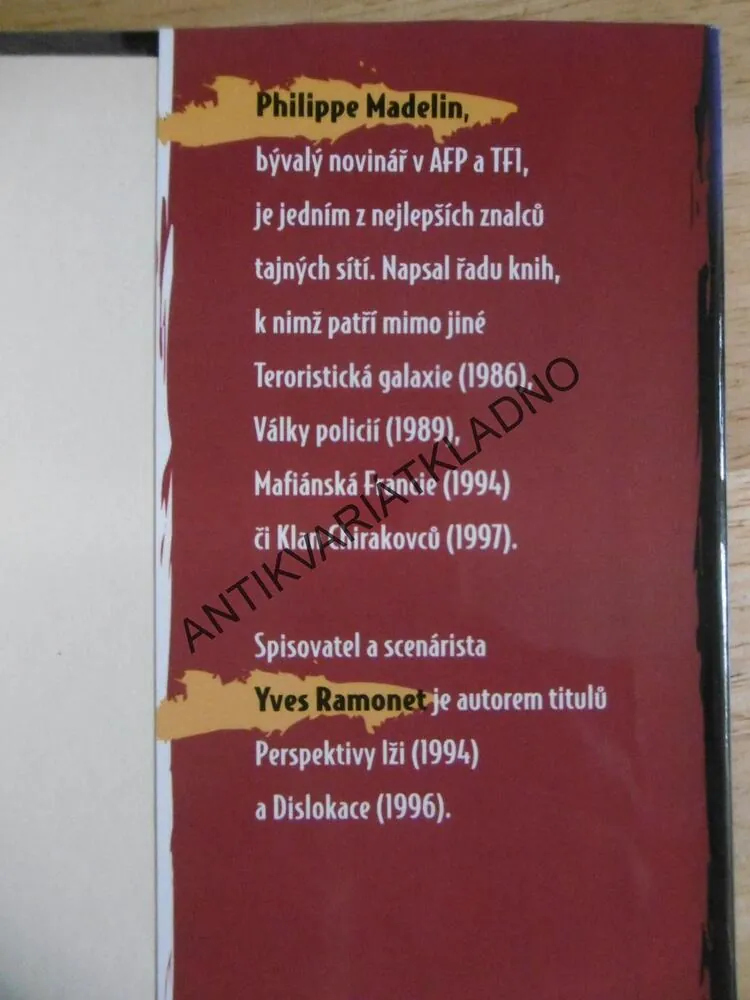 Philippe Madelin,
bývalý novinář v AFP a TF1,
je jedním z nejlepších znalců
tajných sítí. Napsal řadu knih,
k nimž patří mimo jiné
Teroristická galaxie (1986),
Války policií (1989),
Mafiánská Francie (1994)
či Klan Chirakovců (1997).
ANTIKVARIATKLADNO
Spisovatel a scenárista
Yves Ramonet je autorem titulů
Perspektivy lži (1994)
a Dislokace (1996).